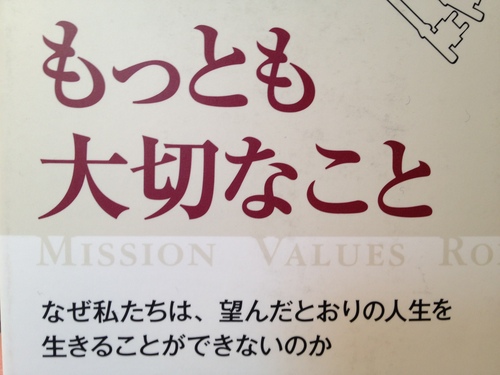 もっとも
大切なこと
MISSION VALUES RO
なぜ私たちは、望んだとおりの人生を
生きることができないのか